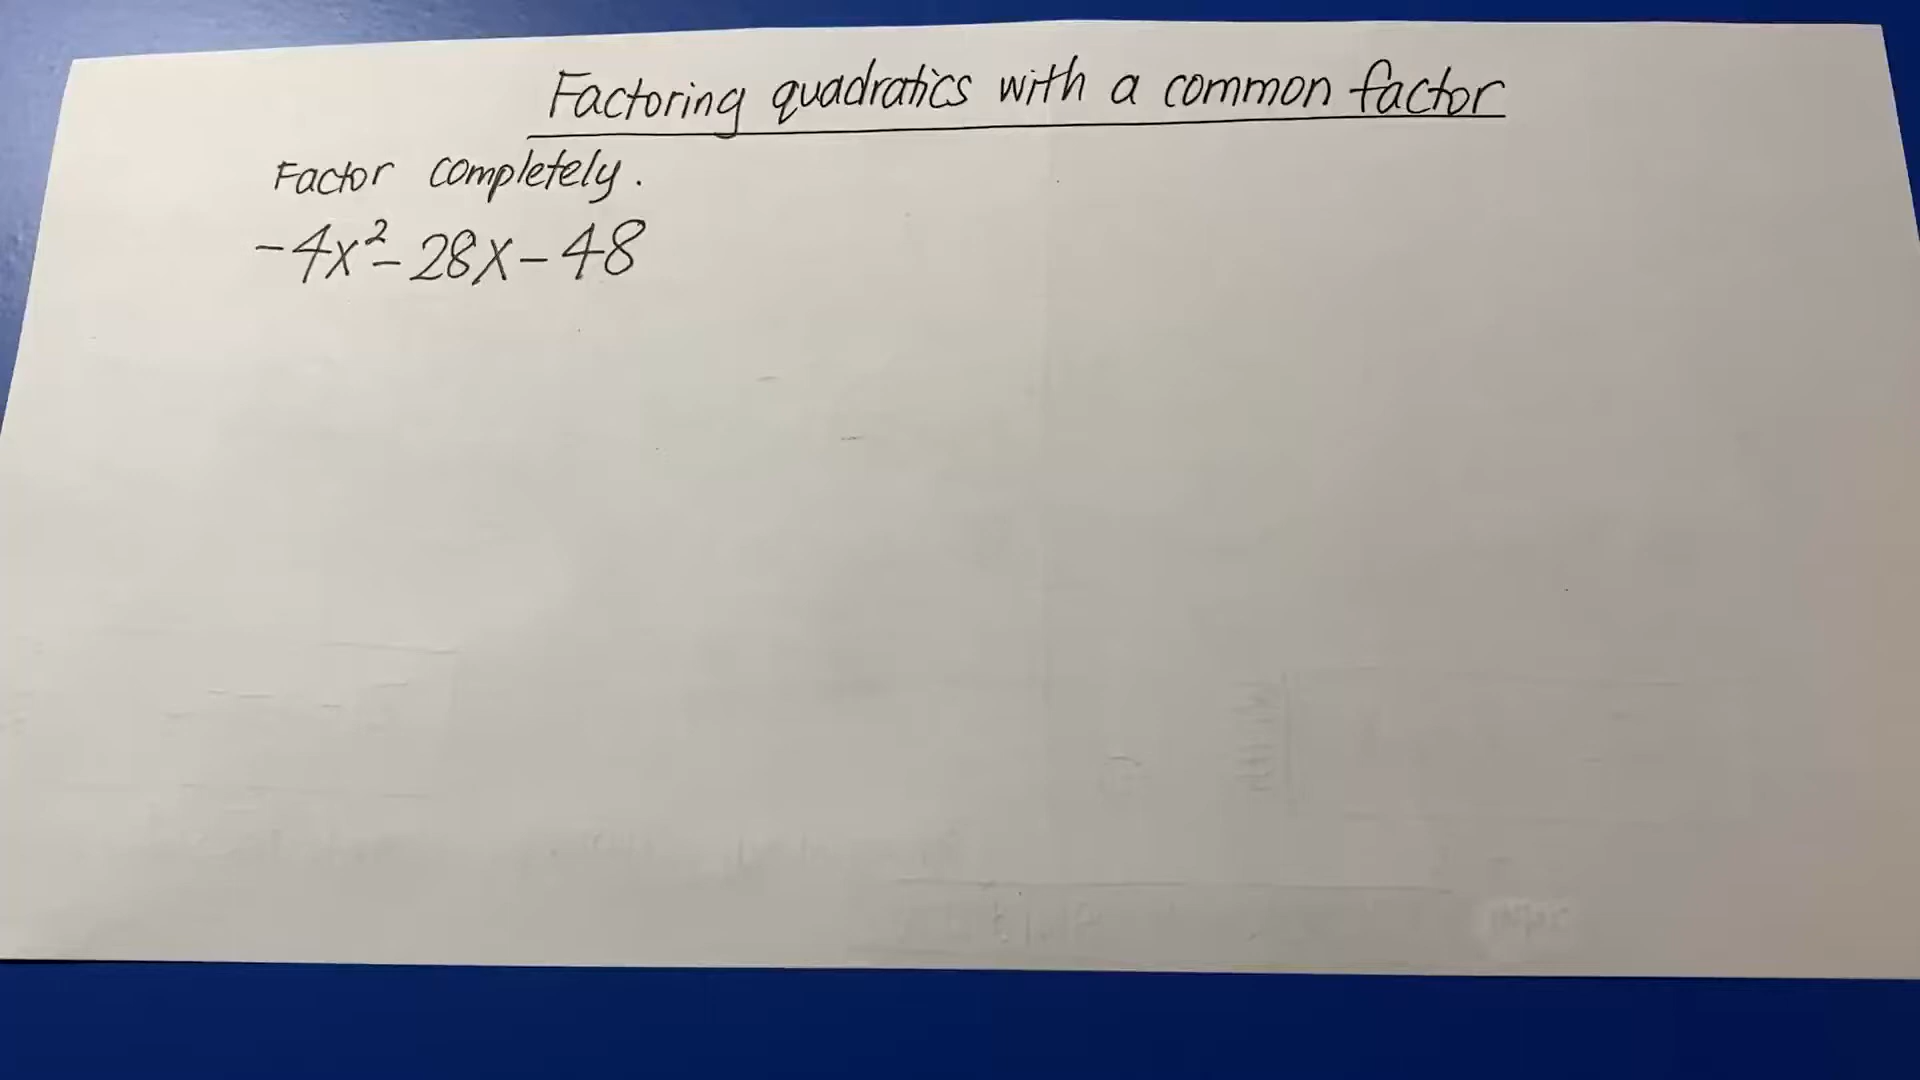 Factoring quadratics with a common factor
Factor completely.
-4x²- 28x - 48